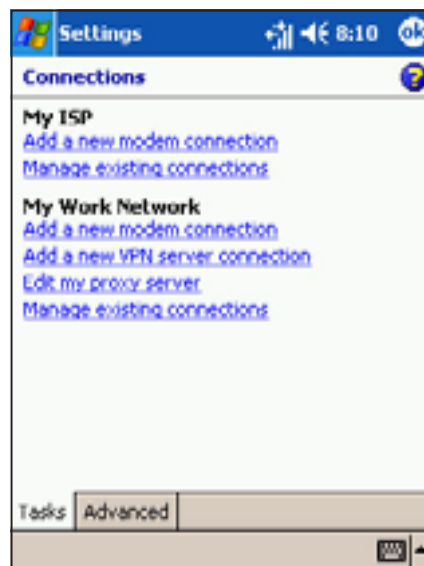 Settings 8:10 ok
Connections ?
My ISP
Add a new modem connection
Manage existing connections
My Work Network
Add a new modem connection
Add a new VPN server connection
Edit my proxy server
Manage existing connections
Tasks Advanced